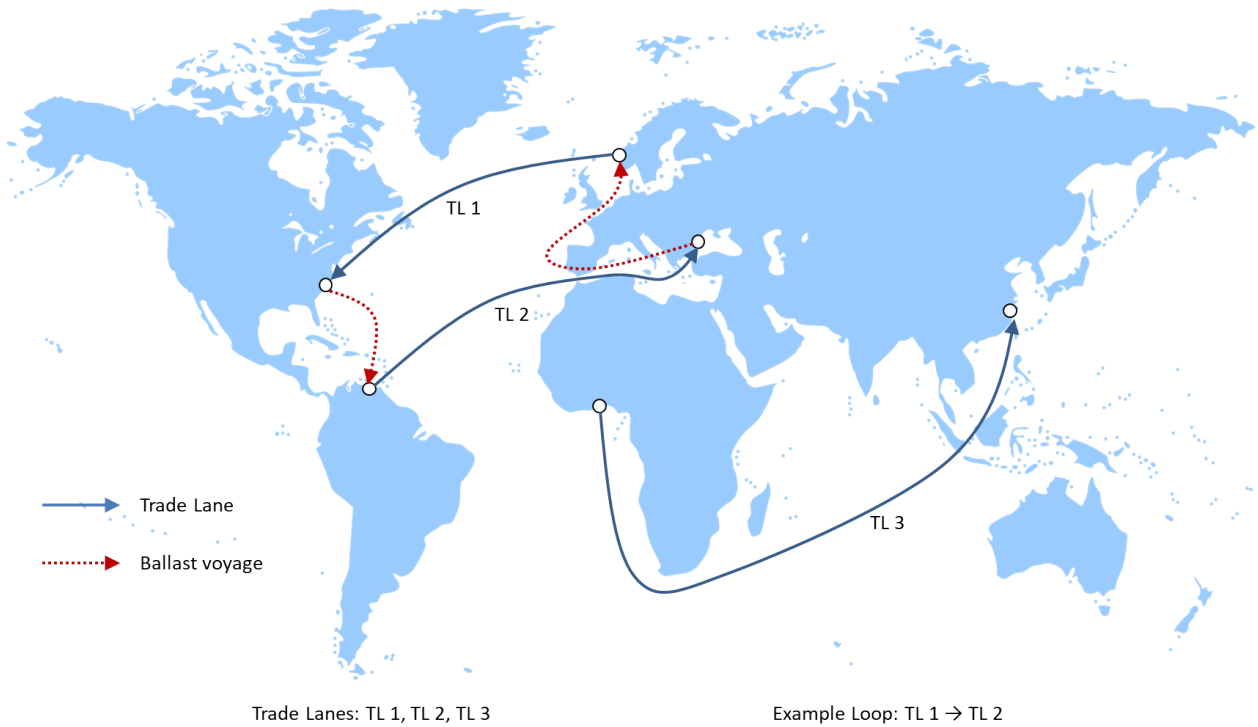 TL 1
TL 2
TL 3
Trade Lane
Ballast voyage
Trade Lanes: TL 1, TL 2, TL 3
Example Loop: TL 1 → TL 2